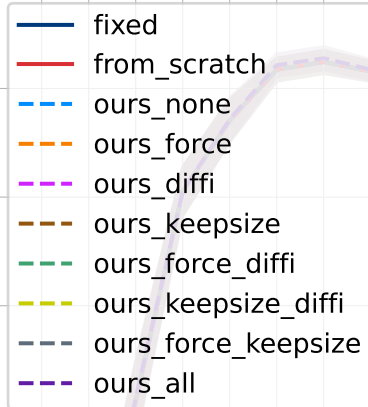 fixed
from_scratch
ours_none
ours_force
ours_diffi
ours_keepsize
ours_force_diffi
ours_keepsize_diffi
ours_force_keepsize
ours_all